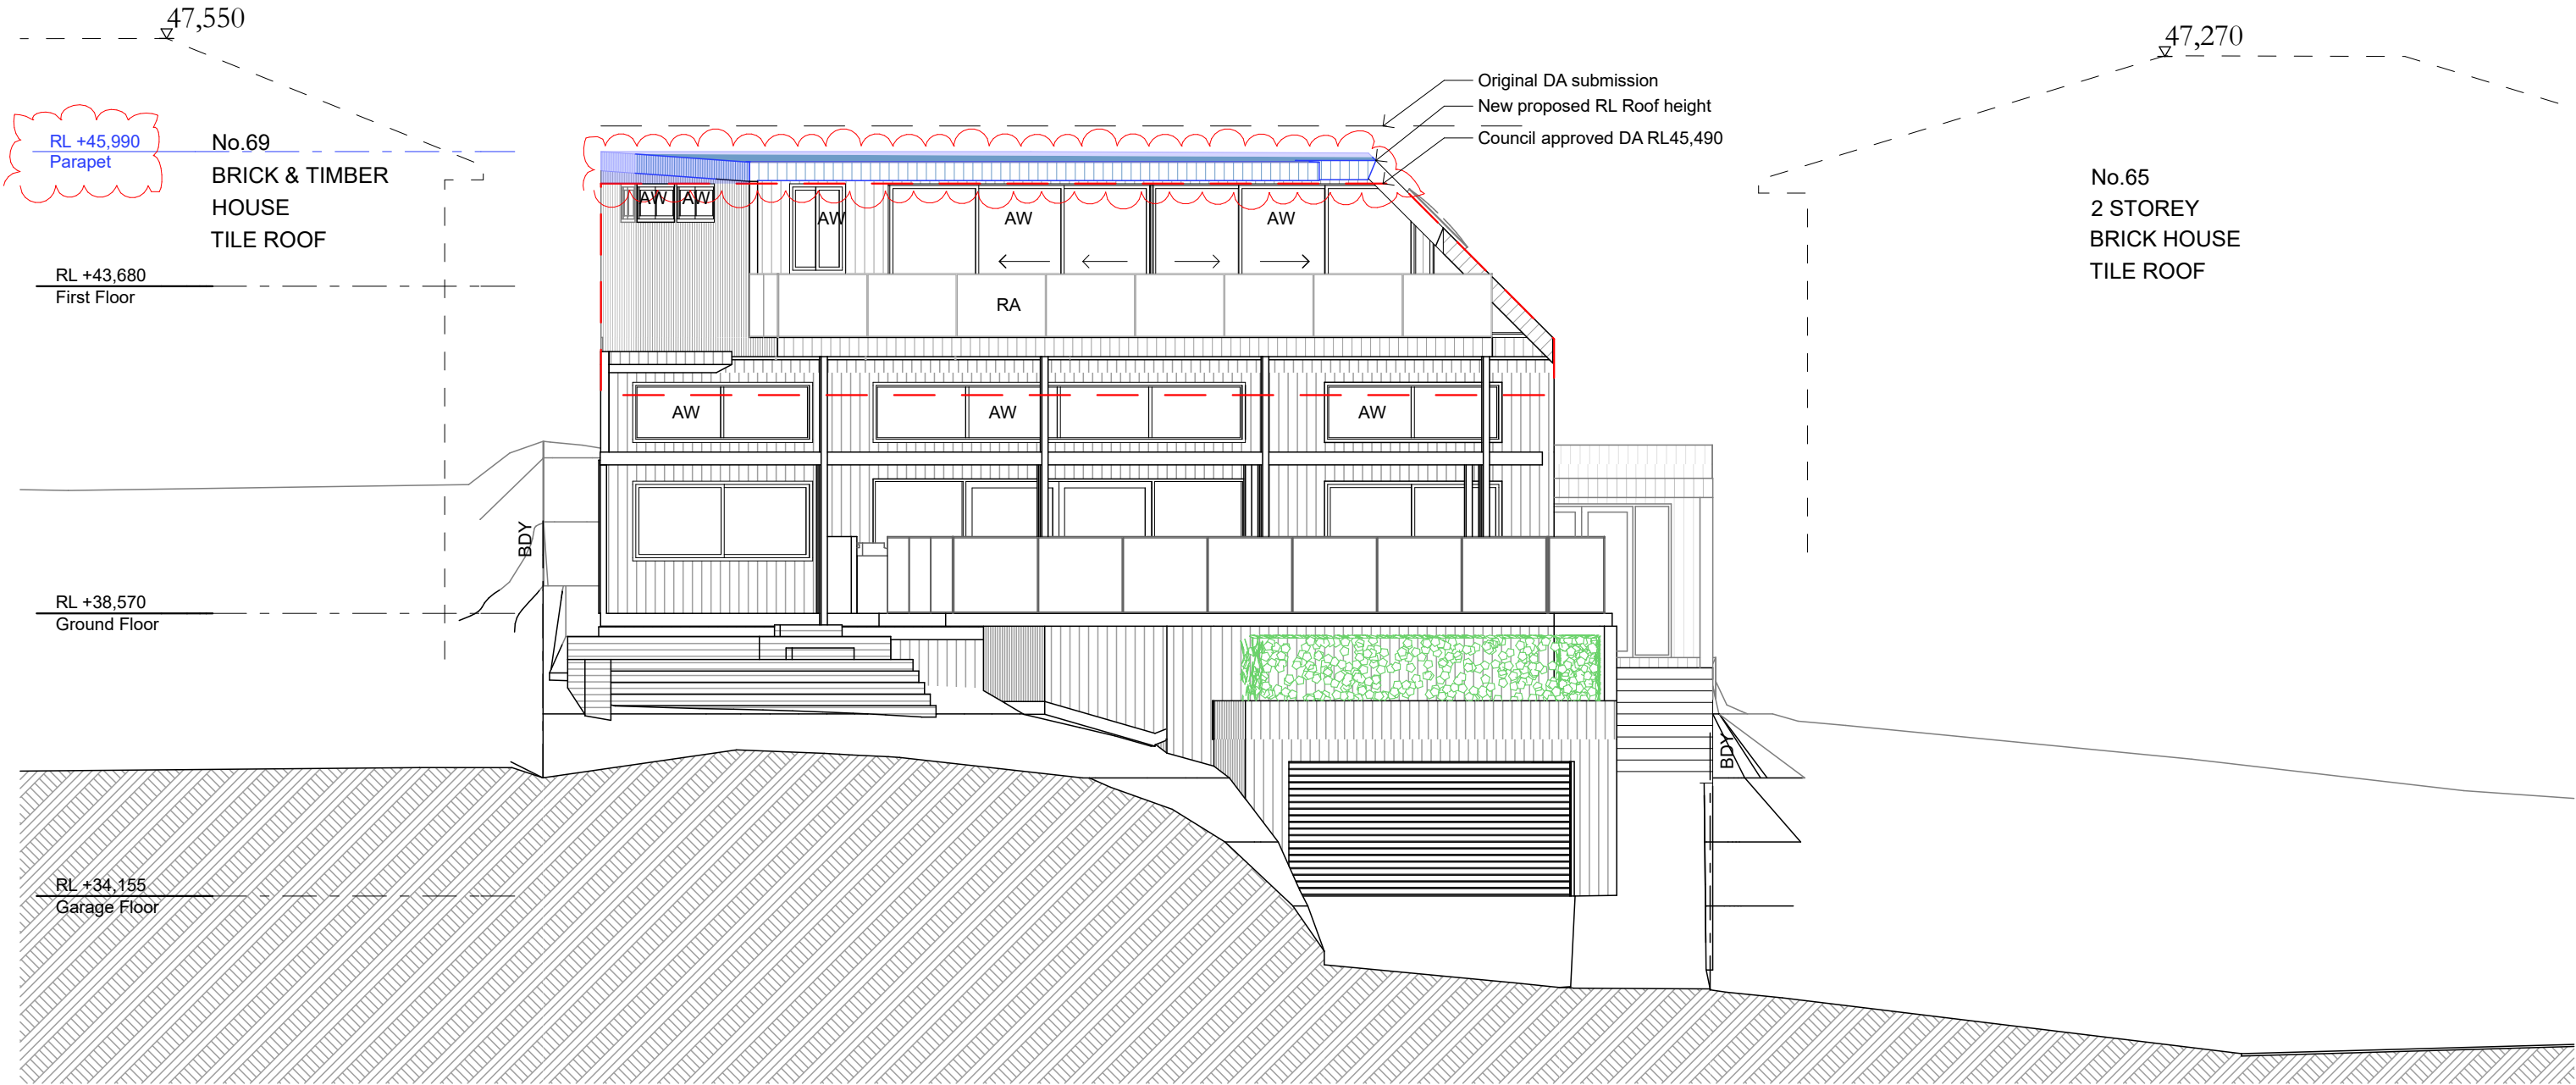 47,550
47,270
Original DA submission
New proposed RL Roof height
Council approved DA RL45,490
RL +45,990
Parapet
No.69
BRICK & TIMBER
HOUSE
TILE ROOF
No.65
2 STOREY
BRICK HOUSE
TILE ROOF
AW
AW
AW
AW
AW
RL +43,680
First Floor
RA
AW
AW
AW
BDY
RL +38,570
Ground Floor
BDY
RL +34,155
Garage Floor